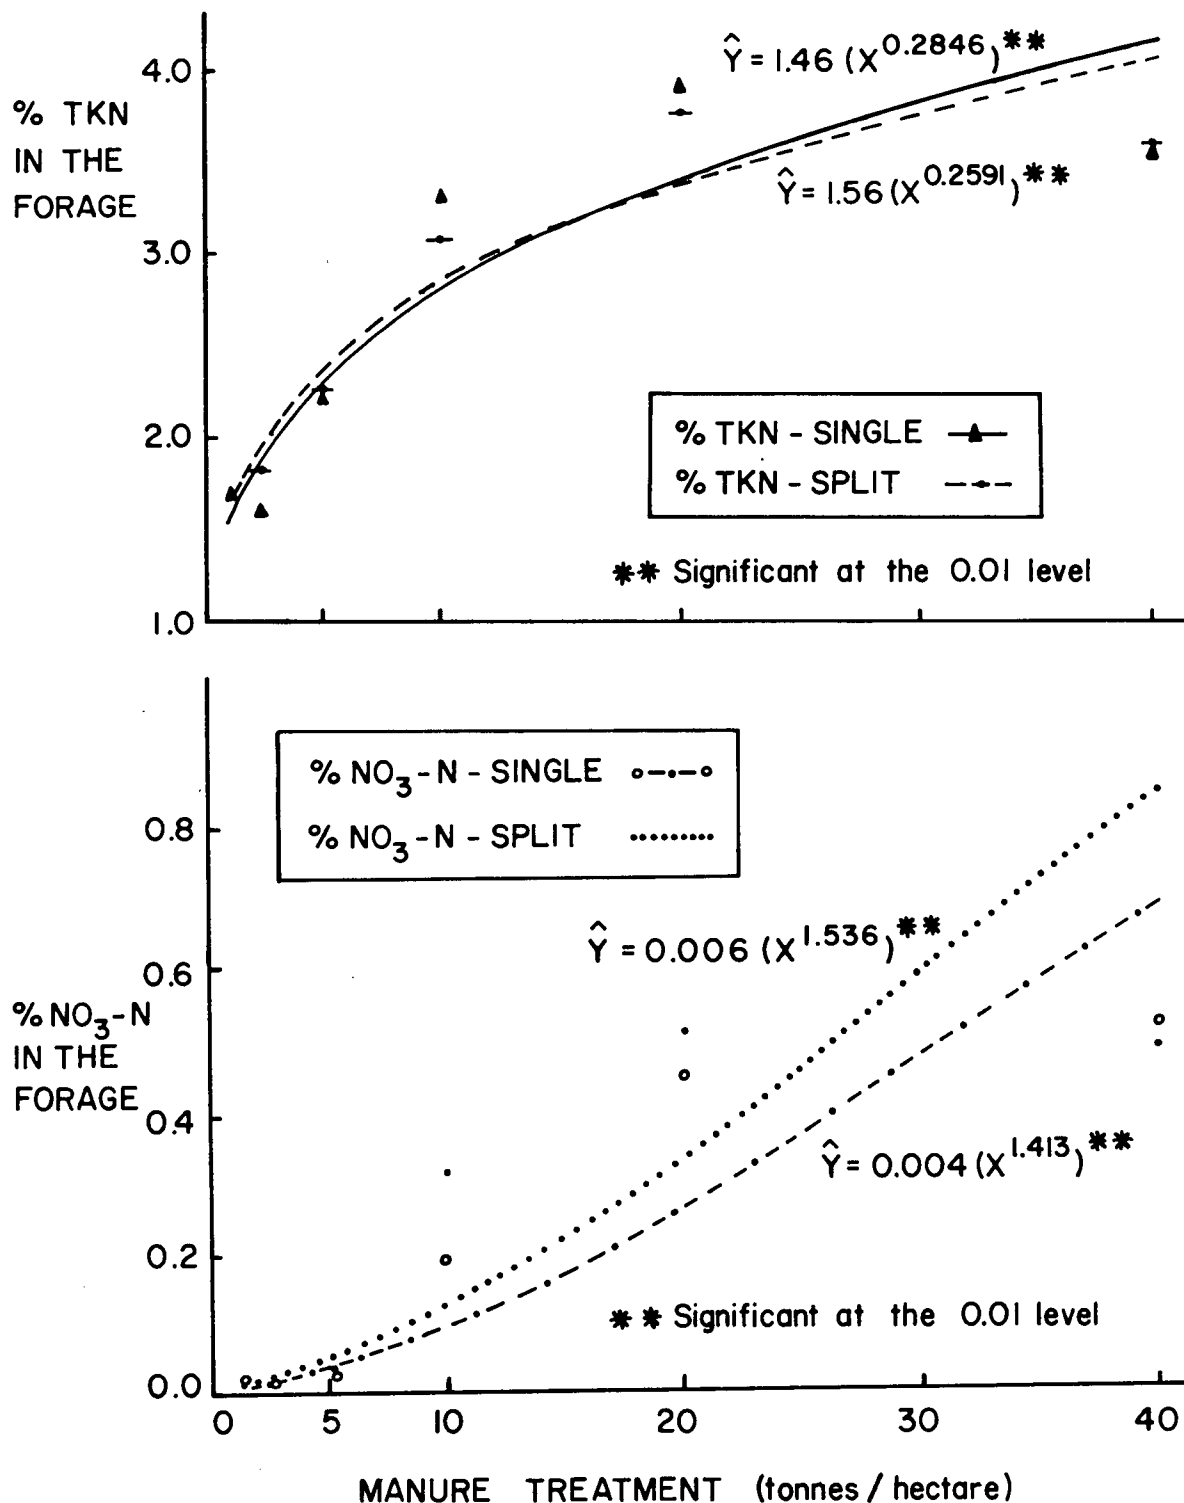 Ŷ = 1.46 (X^0.2846)**
4.0
% TKN
IN THE
FORAGE
Ŷ = 1.56 (X^0.2591)**
3.0
% TKN - SINGLE
2.0
% TKN - SPLIT
** Significant at the 0.01 level
1.0
% NO₃-N - SINGLE
% NO₃-N - SPLIT
0.8
Ŷ = 0.006 (X^1.536)**
0.6
% NO₃-N
IN THE
FORAGE
0.4
Ŷ = 0.004 (X^1.413)**
0.2
** Significant at the 0.01 level
0.0
0 5 10 20 30 40
MANURE TREATMENT (tonnes / hectare)